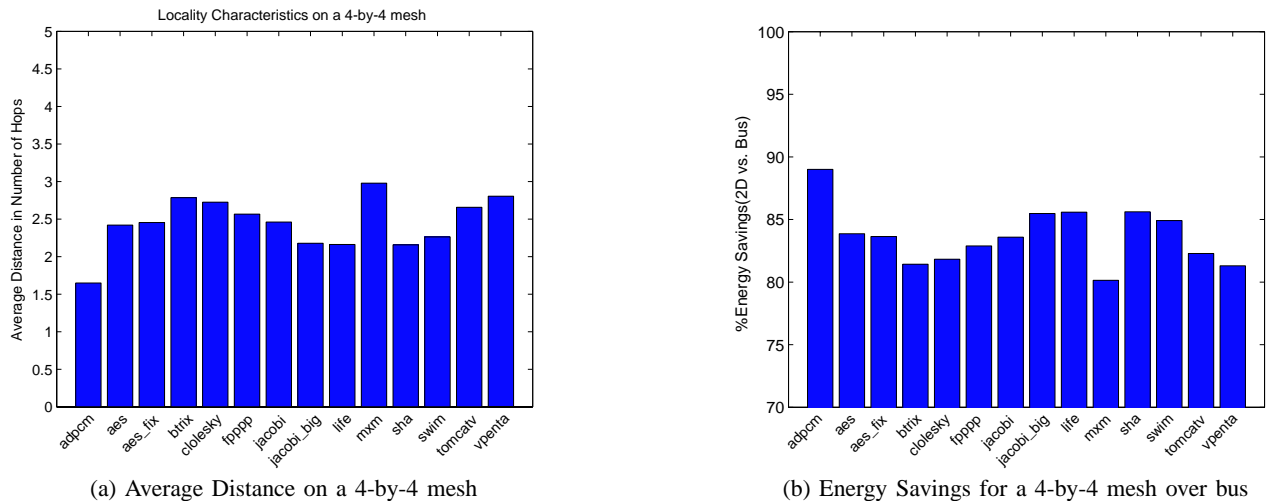 Locality Characteristics on a 4-by-4 mesh
Average Distance in Number of Hops
5
4.5
4
3.5
3
2.5
2
1.5
1
0.5
0
adpcm
aes
aes_fix
btrix
clolesky
fpppp
jacobi
jacobi_big
life
mxm
sha
swim
tomcatv
vpenta
(a) Average Distance on a 4-by-4 mesh
%Energy Savings(2D vs. Bus)
100
95
90
85
80
75
70
adpcm
aes
aes_fix
btrix
clolesky
fpppp
jacobi
jacobi_big
life
mxm
sha
swim
tomcatv
vpenta
(b) Energy Savings for a 4-by-4 mesh over bus